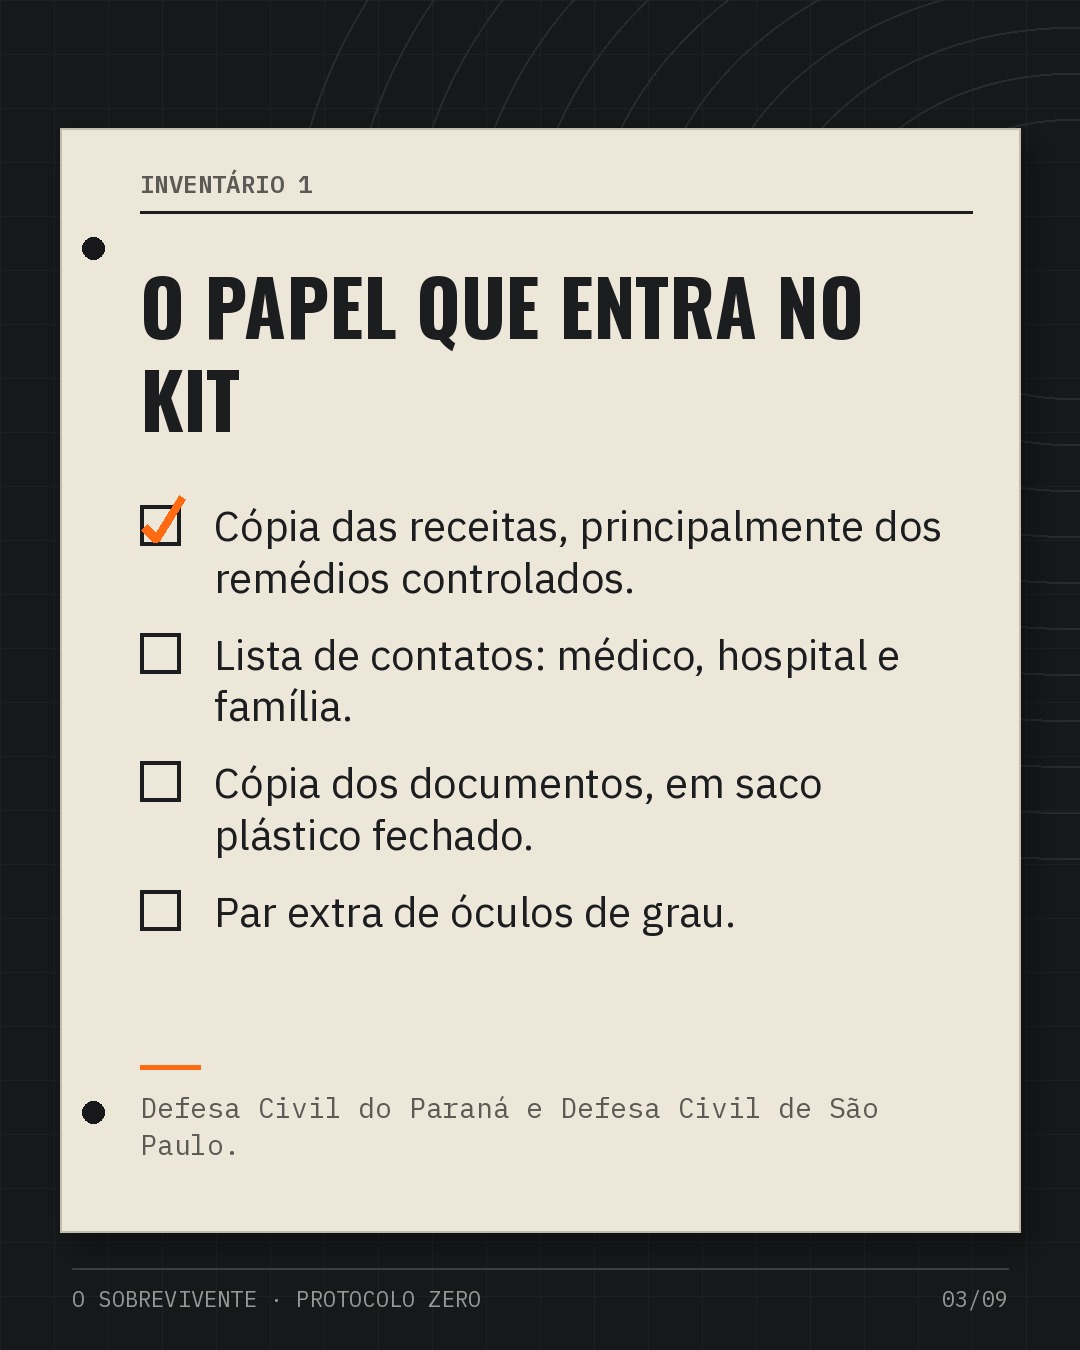 INVENTÁRIO 1
O PAPEL QUE ENTRA NO
KIT
Cópia das receitas, principalmente dos
remédios controlados.
Lista de contatos: médico, hospital e
família.
Cópia dos documentos, em saco
plástico fechado.
Par extra de óculos de grau.
Defesa Civil do Paraná e Defesa Civil de São
Paulo.
O SOBREVIVENTE · PROTOCOLO ZERO
03/09